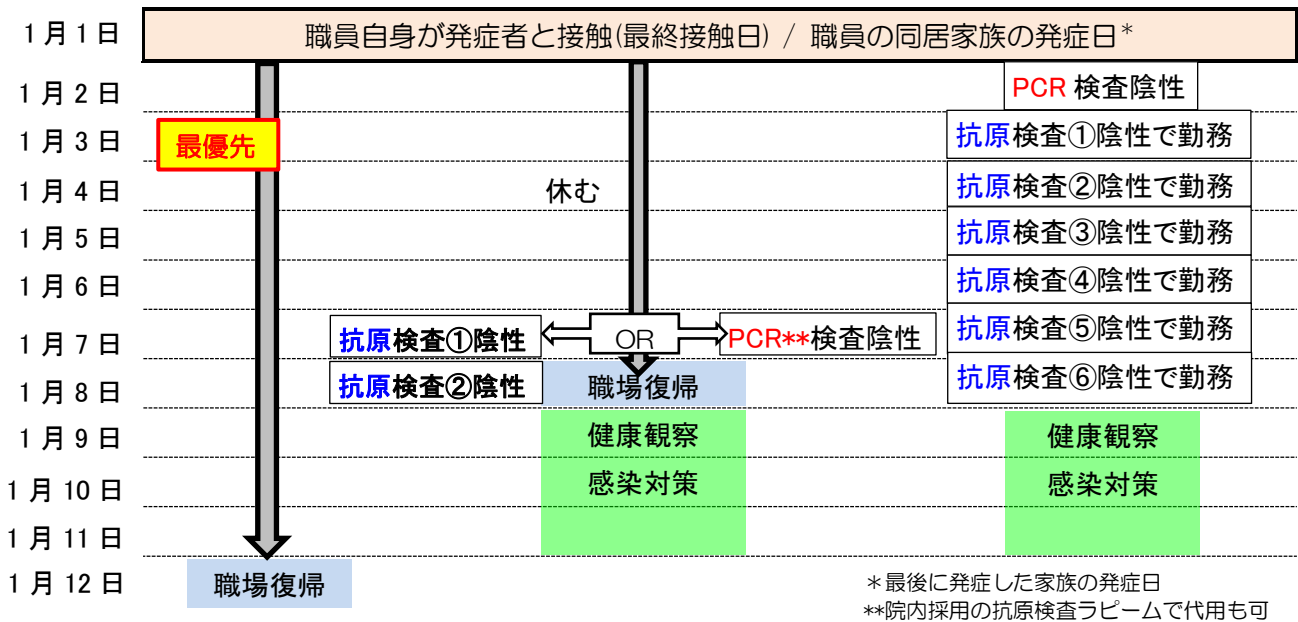 1月1日 職員自身が発症者と接触(最終接触日) / 職員の同居家族の発症日*
1月2日 PCR 検査陰性
1月3日 最優先 抗原検査①陰性で勤務
1月4日 休む 抗原検査②陰性で勤務
1月5日 抗原検査③陰性で勤務
1月6日 抗原検査④陰性で勤務
1月7日 抗原検査①陰性 OR PCR**検査陰性 抗原検査⑤陰性で勤務
1月8日 抗原検査②陰性 職場復帰 抗原検査⑥陰性で勤務
1月9日 健康観察 健康観察
1月10日 感染対策 感染対策
1月11日
1月12日 職場復帰
*最後に発症した家族の発症日
**院内採用の抗原検査ラピームで代用も可